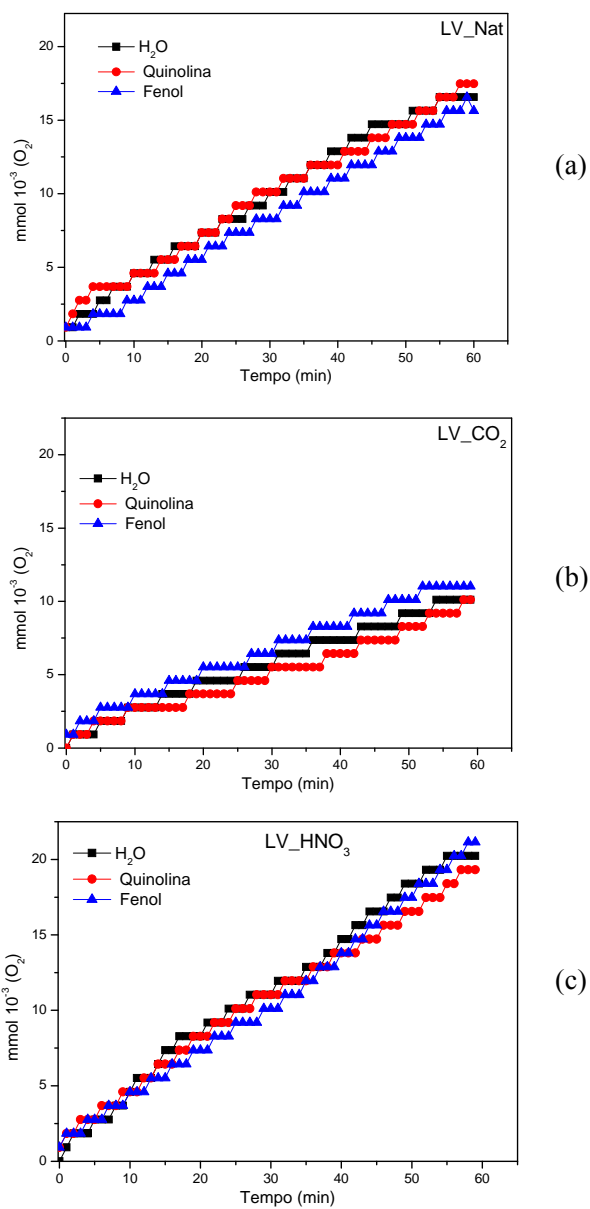 LV_Nat
H₂O
Quinolina
Fenol
mmol 10⁻³ (O₂)
20
15
10
5
0
0 10 20 30 40 50 60
Tempo (min)
(a)
LV_CO₂
H₂O
Quinolina
Fenol
mmol 10⁻³ (O₂)
20
15
10
5
0
0 10 20 30 40 50 60
Tempo (min)
(b)
LV_HNO₃
H₂O
Quinolina
Fenol
mmol 10⁻³ (O₂)
20
15
10
5
0
0 10 20 30 40 50 60
Tempo (min)
(c)